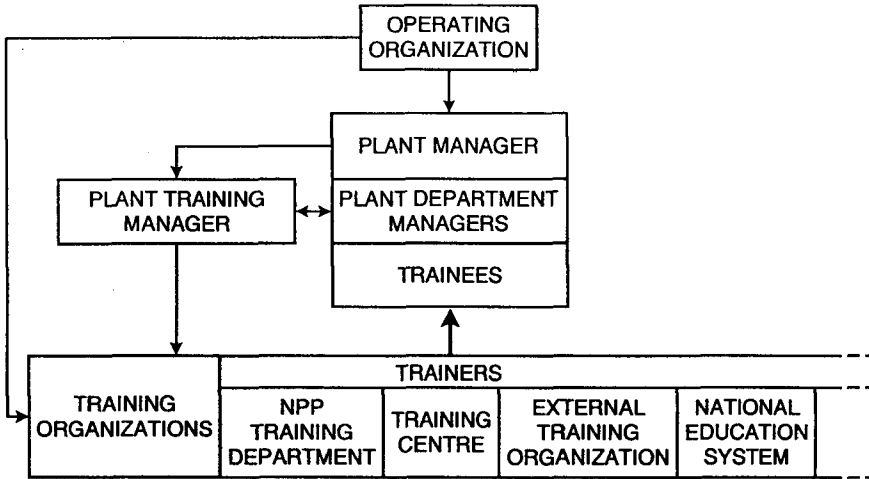 OPERATING
ORGANIZATION
PLANT MANAGER
PLANT TRAINING
MANAGER
PLANT DEPARTMENT
MANAGERS
TRAINEES
TRAINERS
TRAINING
ORGANIZATIONS
NPP
TRAINING
DEPARTMENT
TRAINING
CENTRE
EXTERNAL
TRAINING
ORGANIZATION
NATIONAL
EDUCATION
SYSTEM